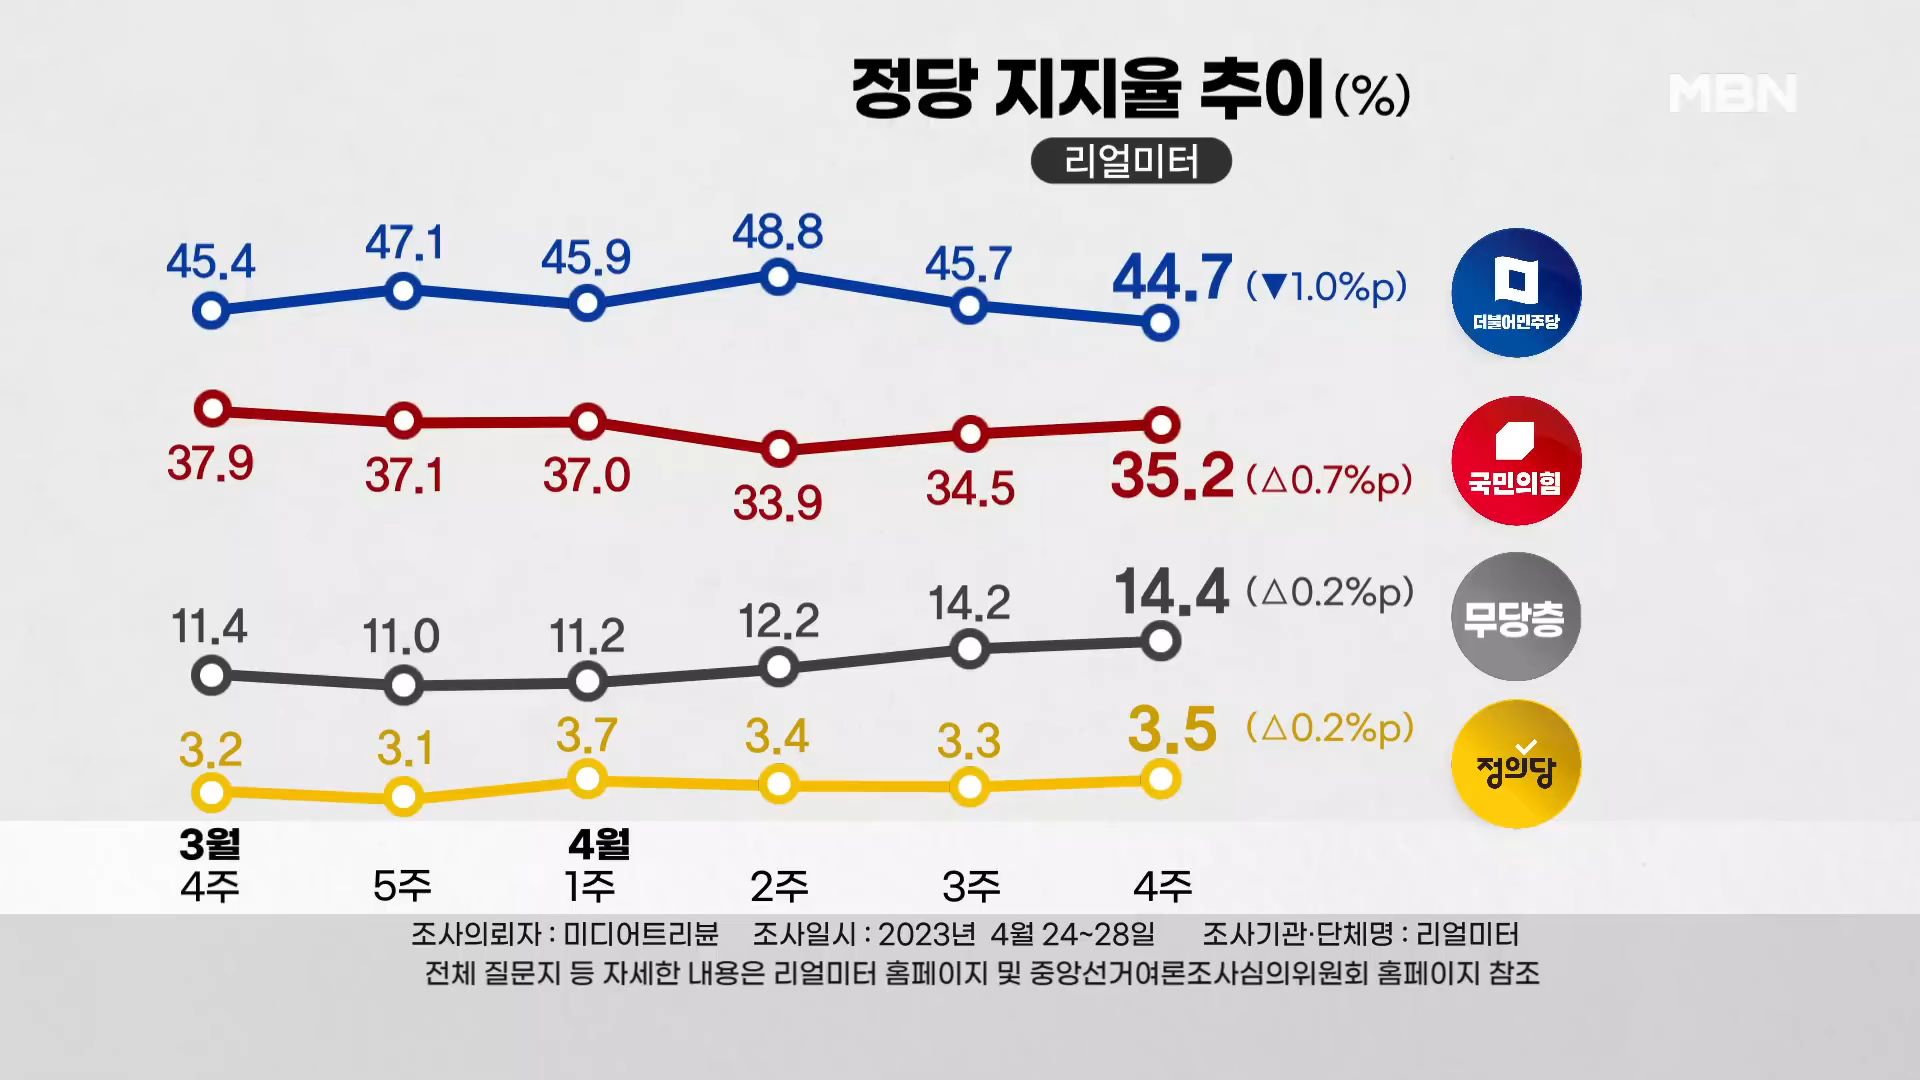 정당 지지율 추이(%)
MBN
리얼미터
45.4 47.1 45.9 48.8 45.7 44.7 (▼1.0%p)
더불어민주당
37.9 37.1 37.0 33.9 34.5 35.2 (△0.7%p)
국민의힘
11.4 11.0 11.2 12.2 14.2 14.4 (△0.2%p)
무당층
3.2 3.1 3.7 3.4 3.3 3.5 (△0.2%p)
정의당
3월 4월
4주 5주 1주 2주 3주 4주
조사의뢰자 : 미디어트리뷴 조사일시 : 2023년 4월 24~28일 조사기관·단체명 : 리얼미터
전체 질문지 등 자세한 내용은 리얼미터 홈페이지 및 중앙선거여론조사심의위원회 홈페이지 참조